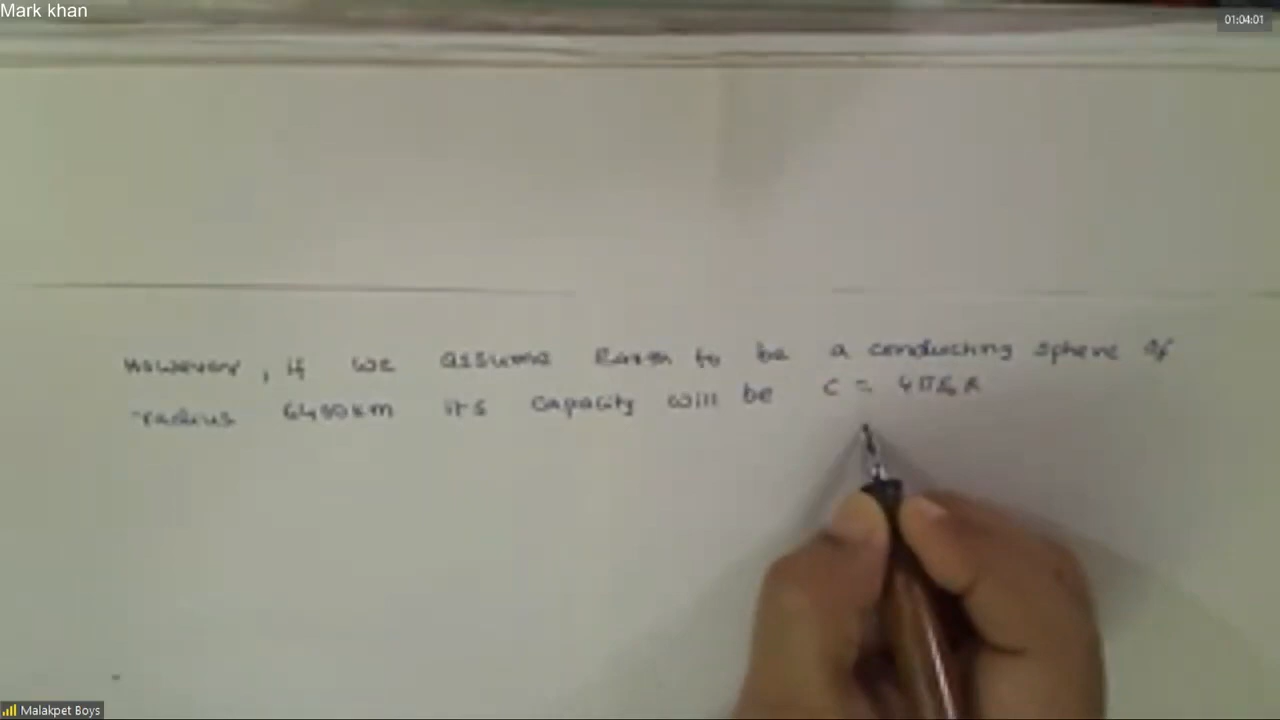 Mark khan
01:04:01
However, if we assume Earth to be a conducting sphere of
radius 6400km its capacity will be C = 4πε₀R
Malakpet Boys